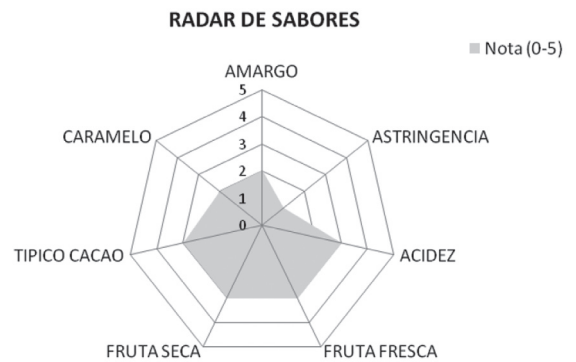 RADAR DE SABORES
Nota (0-5)
AMARGO
5
4
3
2
1
0
CARAMELO
ASTRINGENCIA
TIPICO CACAO
ACIDEZ
FRUTA SECA
FRUTA FRESCA